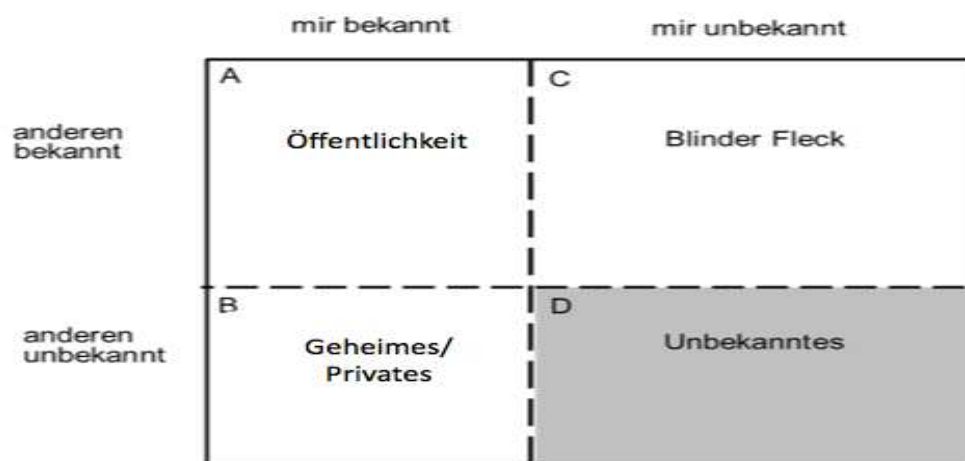 mir bekannt
mir unbekannt
A
C
anderen
bekannt
Öffentlichkeit
Blinder Fleck
B
D
anderen
unbekannt
Geheimes/
Privates
Unbekanntes